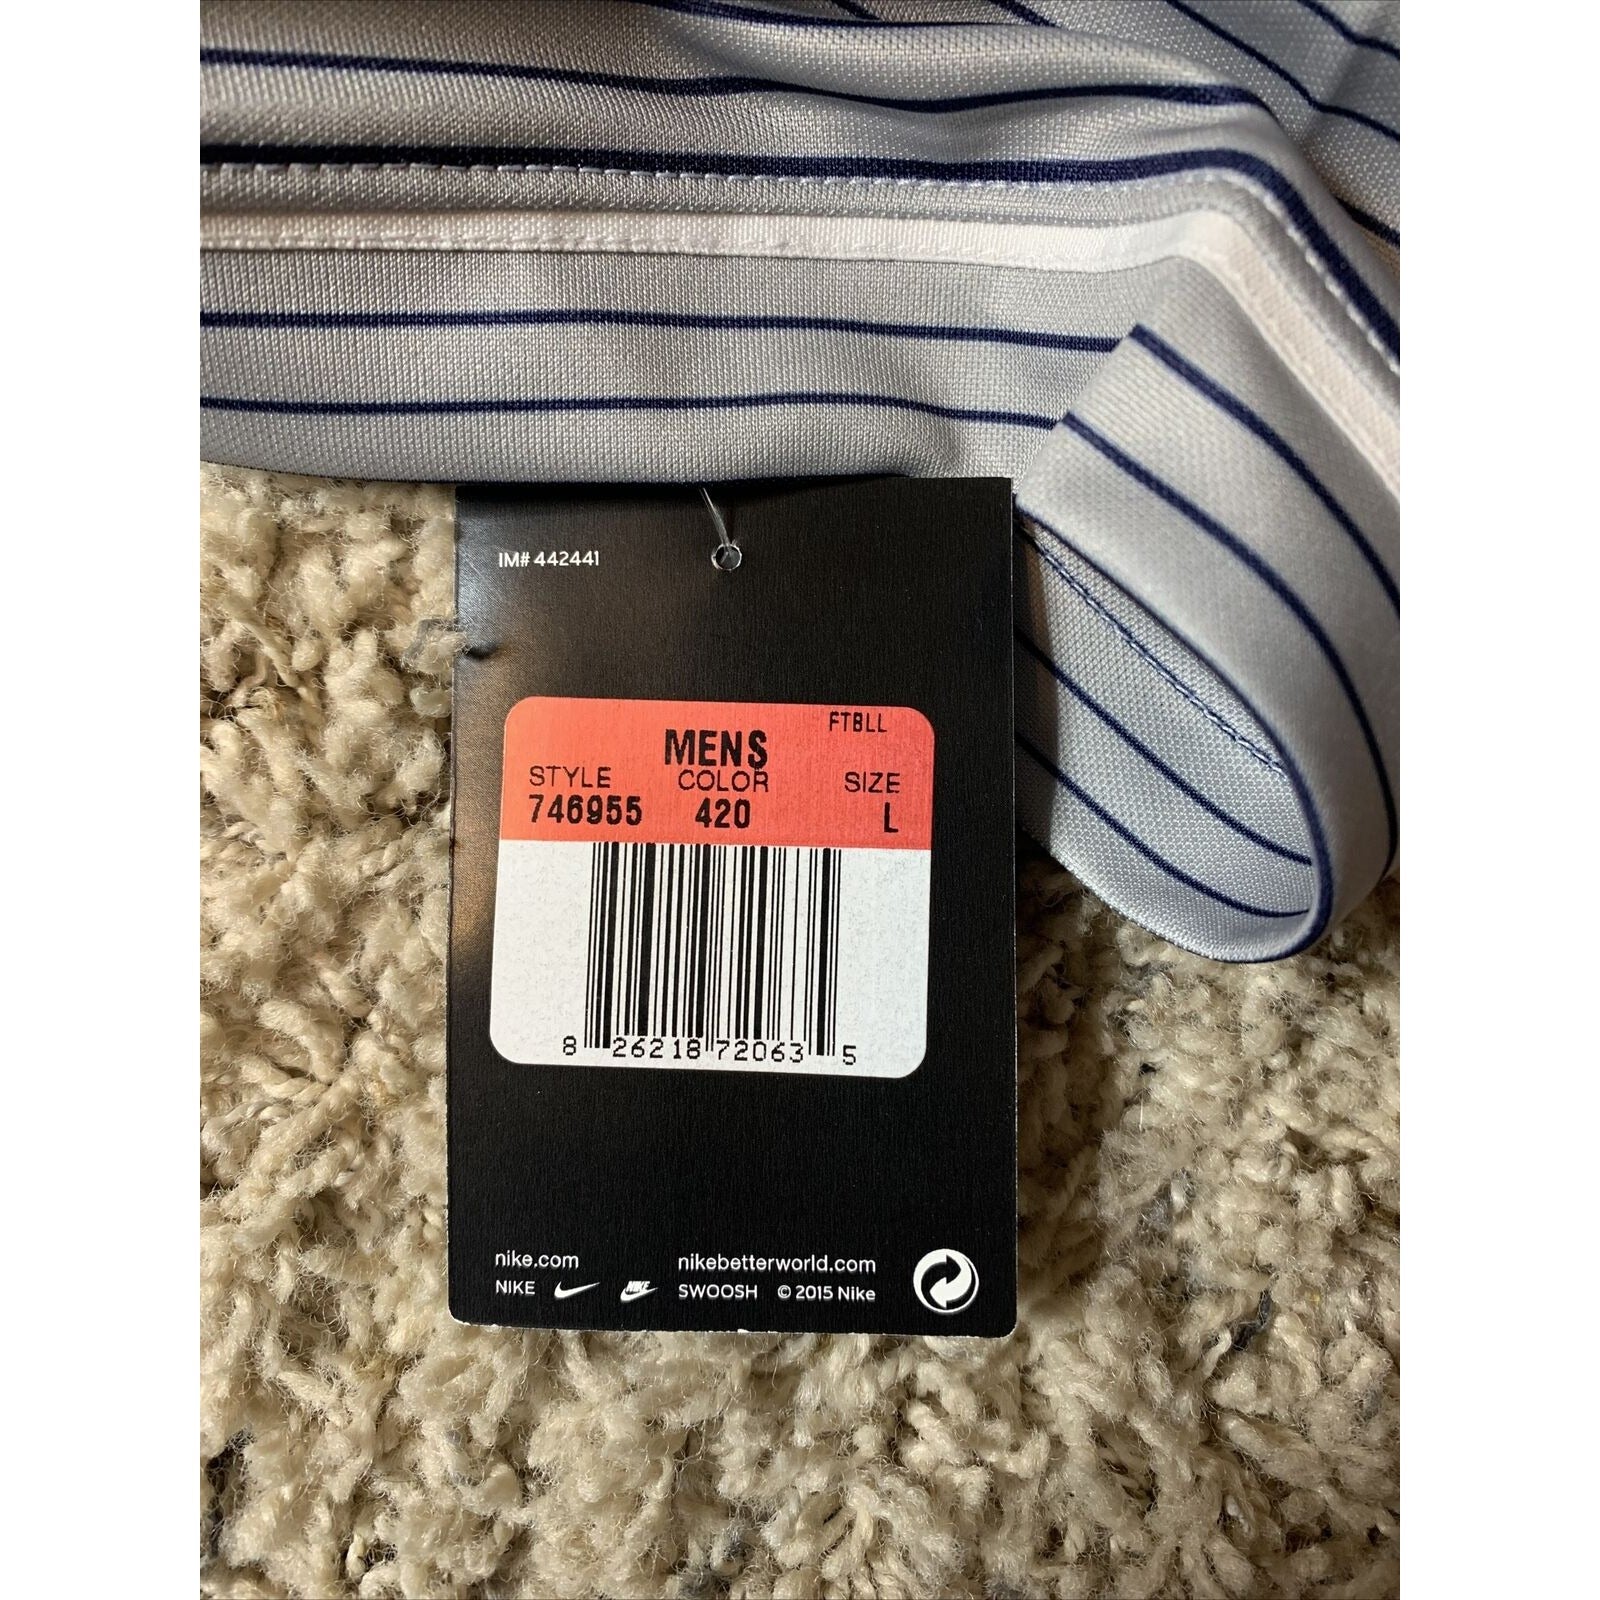 IM# 442441
FTBLL
MENS
STYLE COLOR SIZE
746955 420 L
8 26218 72063 5
nike.com nikebetterworld.com
NIKE NIKE SWOOSH © 2015 Nike